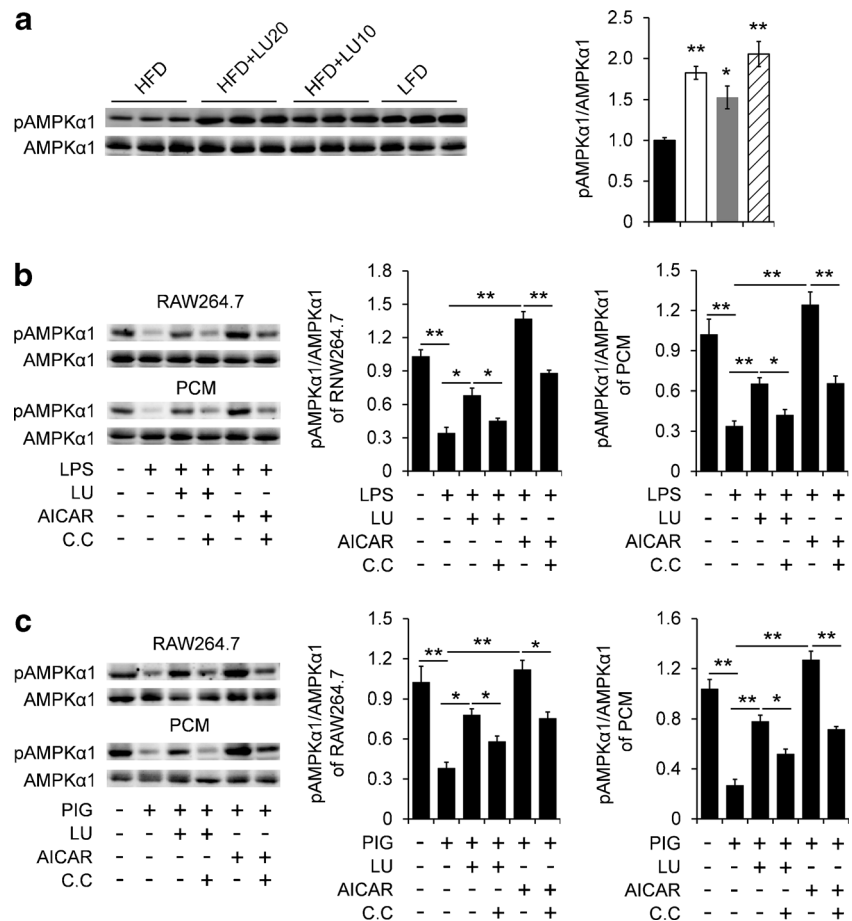 a
HFD HFD+LU20 HFD+LU10 LFD
pAMPKα1
AMPKα1
pAMPKα1/AMPKα1
2.5
2.0
1.5
1.0
0.5
0
** * **
b
RAW264.7
pAMPKα1
AMPKα1
PCM
pAMPKα1
AMPKα1
LPS - + + + + +
LU - - + + - -
AICAR - - - - + +
C.C - - - + - +
pAMPKα1/AMPKα1
of RNW264.7
1.8
1.5
1.2
0.9
0.6
0.3
0
** * * ** **
LPS - + + + + +
LU - - + + - -
AICAR - - - - + +
C.C - - - + - +
pAMPKα1/AMPKα1
of PCM
1.5
1.2
0.9
0.6
0.3
0
** ** * ** **
LPS - + + + + +
LU - - + + - -
AICAR - - - - + +
C.C - - - + - +
c
RAW264.7
pAMPKα1
AMPKα1
PCM
pAMPKα1
AMPKα1
PIG - + + + + +
LU - - + + - -
AICAR - - - - + +
C.C - - - + - +
pAMPKα1/AMPKα1
of RAW264.7
1.5
1.2
0.9
0.6
0.3
0
** * * ** *
PIG - + + + + +
LU - - + + - -
AICAR - - - - + +
C.C - - - + - +
pAMPKα1/AMPKα1
of PCM
1.6
1.2
0.8
0.4
0
** ** * ** **
PIG - + + + + +
LU - - + + - -
AICAR - - - - + +
C.C - - - + - +